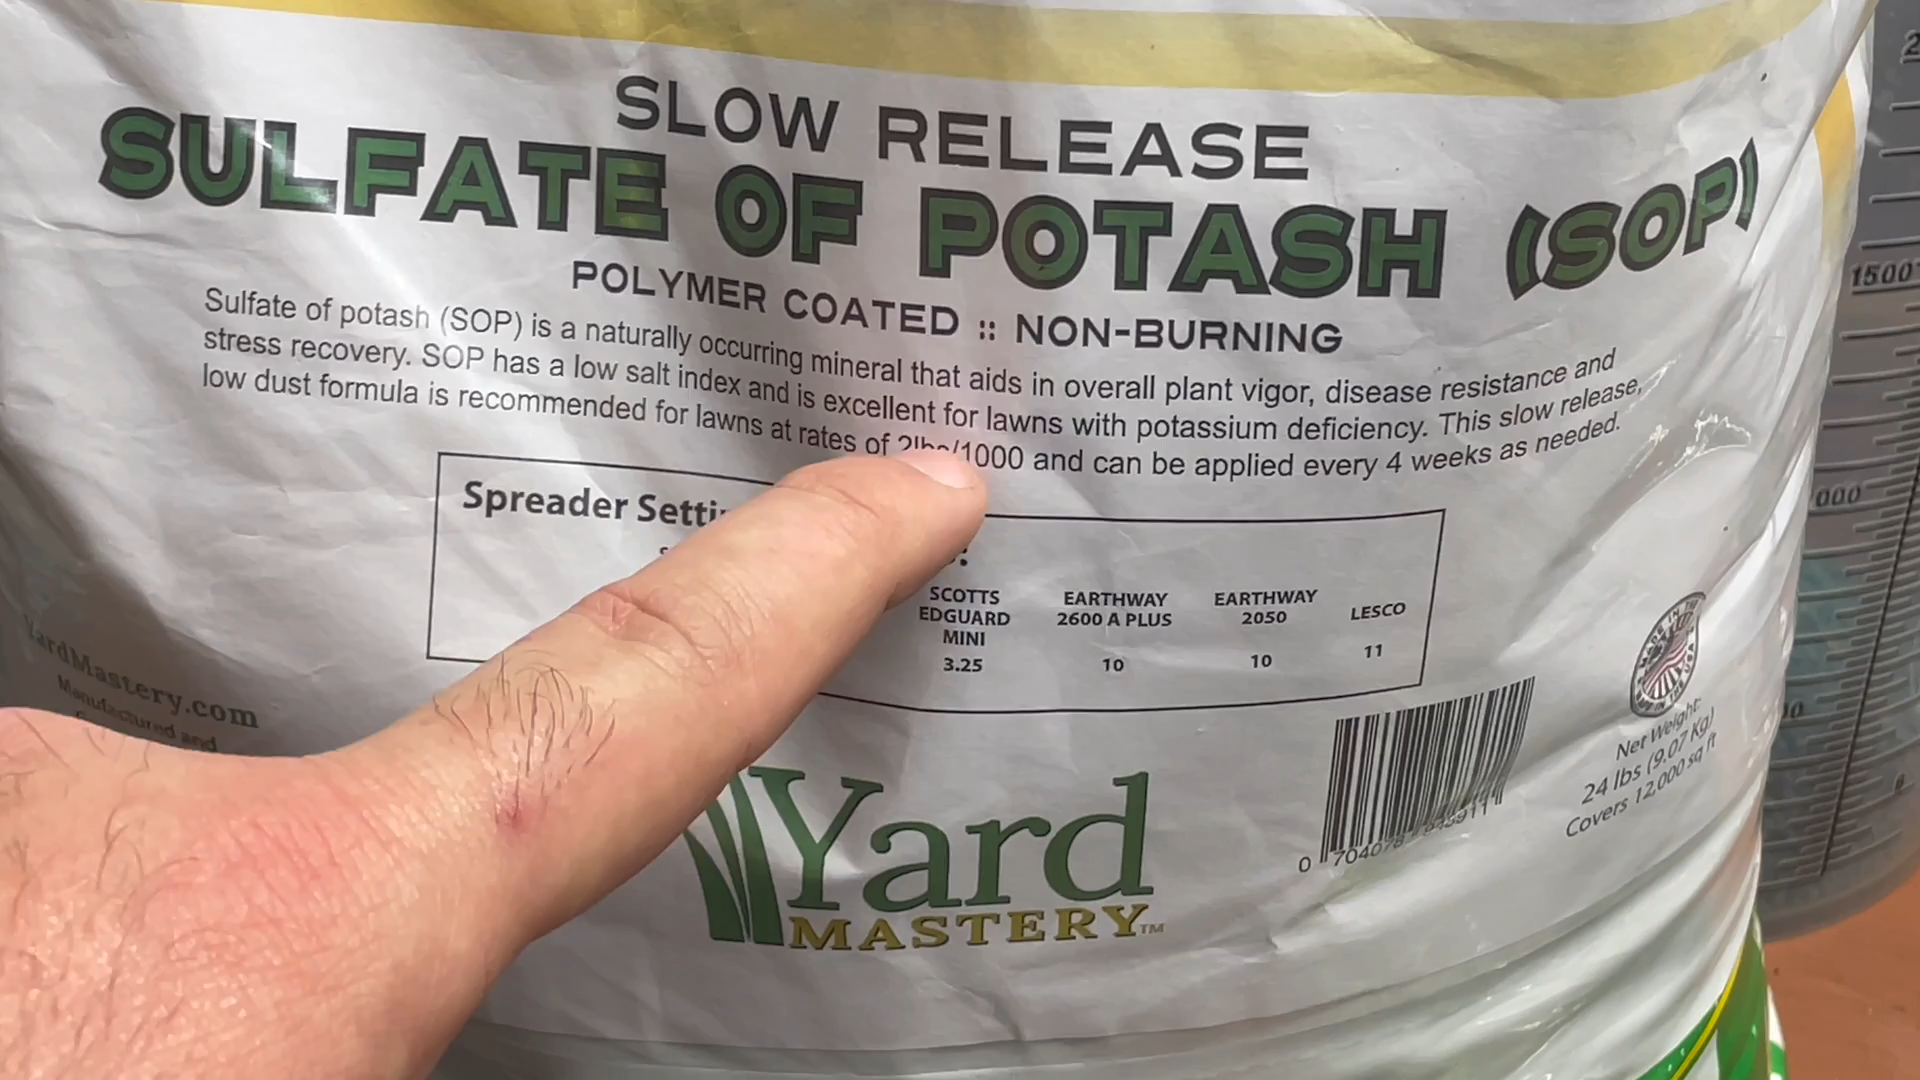 SLOW RELEASE
SULFATE OF POTASH (SOP)
POLYMER COATED :: NON-BURNING
Sulfate of potash (SOP) is a naturally occurring mineral that aids in overall plant vigor, disease resistance and
stress recovery. SOP has a low salt index and is excellent for lawns with potassium deficiency. This slow release,
low dust formula is recommended for lawns at rates of 2lbs/1000 and can be applied every 4 weeks as needed.
Spreader
SCOTTS EDGUARD MINI
3.25
EARTHWAY 2600 A PLUS
10
EARTHWAY 2050
10
LESCO
11
YardMastery.com
Manufactured and
MADE IN THE USA
Net Weight:
24 lbs (9.07 Kg)
Covers 12,000 sq ft
Yard
MASTERY™
1500